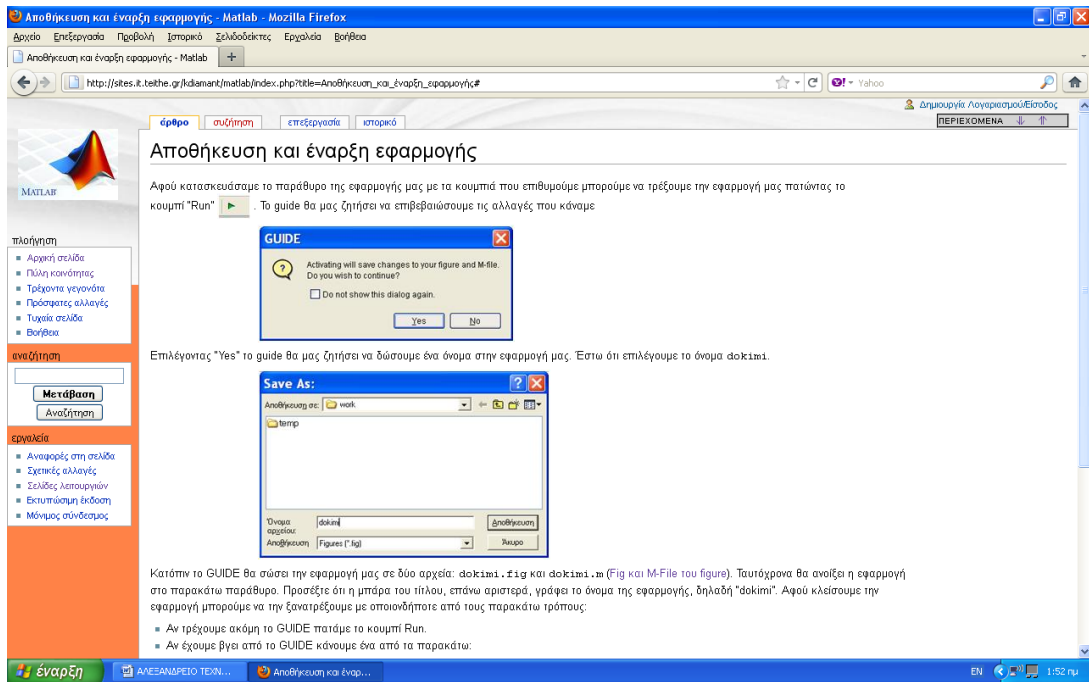 Αποθήκευση και έναρξη εφαρμογής - Matlab - Mozilla Firefox
Αρχείο Επεξεργασία Προβολή Ιστορικό Σελιδοδείκτες Εργαλεία Βοήθεια
Αποθήκευση και έναρξη εφαρμογής - Matlab +
http://sites.it.teithe.gr/kdiamant/matlab/index.php?title=Αποθήκευση_και_έναρξη_εφαρμογής# Yahoo
Δημιουργία Λογαριασμού/Είσοδος
ΠΕΡΙΕΧΟΜΕΝΑ
άρθρο συζήτηση επεξεργασία ιστορικό
MATLAB
πλοήγηση
Αρχική σελίδα
Πύλη κοινότητας
Τρέχοντα γεγονότα
Πρόσφατες αλλαγές
Τυχαία σελίδα
Βοήθεια
αναζήτηση
Μετάβαση
Αναζήτηση
εργαλεία
Αναφορές στη σελίδα
Σχετικές αλλαγές
Σελίδες λειτουργιών
Εκτυπώσιμη έκδοση
Μόνιμος σύνδεσμος
Αποθήκευση και έναρξη εφαρμογής
Αφού κατασκευάσαμε το παράθυρο της εφαρμογής μας με τα κουμπιά που επιθυμούμε μπορούμε να τρέξουμε την εφαρμογή μας πατώντας το
κουμπί "Run" . Το guide θα μας ζητήσει να επιβεβαιώσουμε τις αλλαγές που κάναμε
GUIDE
Activating will save changes to your figure and M-file.
Do you wish to continue?
Do not show this dialog again.
Yes No
Επιλέγοντας "Yes" το guide θα μας ζητήσει να δώσουμε ένα όνομα στην εφαρμογή μας. Έστω ότι επιλέγουμε το όνομα dokimi.
Save As:
Αποθήκευση σε: work
temp
Όνομα αρχείου: dokimi Αποθήκευση
Αποθήκευση Figures (*.fig) Άκυρο
Κατόπιν το GUIDE θα σώσει την εφαρμογή μας σε δύο αρχεία: dokimi.fig και dokimi.m (Fig και M-File του figure). Ταυτόχρονα θα ανοίξει η εφαρμογή
στο παρακάτω παράθυρο. Προσέξτε ότι η μπάρα του τίτλου, επάνω αριστερά, γράφει το όνομα της εφαρμογής, δηλαδή "dokimi". Αφού κλείσουμε την
εφαρμογή μπορούμε να την ξανατρέξουμε με οποιονδήποτε από τους παρακάτω τρόπους:
Αν τρέχουμε ακόμη το GUIDE πατάμε το κουμπί Run.
Αν έχουμε βγει από το GUIDE κάνουμε ένα από τα παρακάτω:
έναρξη ΑΛΕΞΑΝΔΡΕΙΟ ΤΕΧΝ... Αποθήκευση και έναρ... EN 1:52 πμ